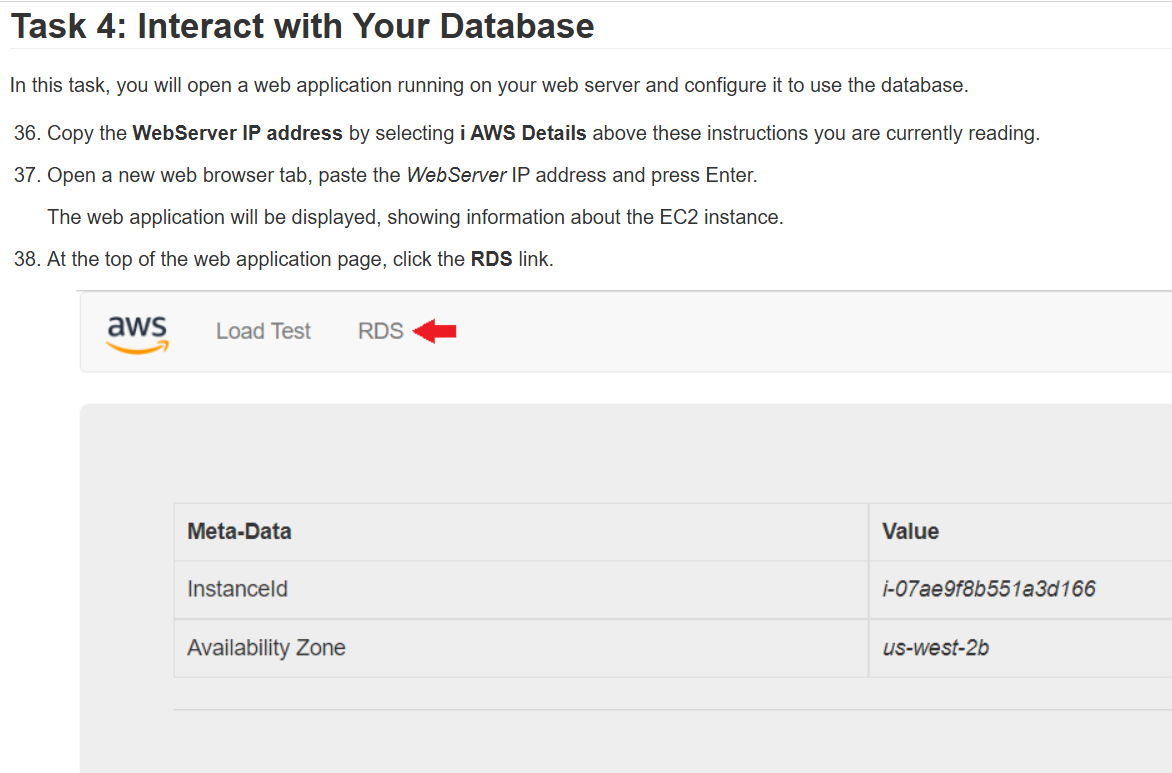 Task 4: Interact with Your Database
In this task, you will open a web application running on your web server and configure it to use the database.
36. Copy the WebServer IP address by selecting i AWS Details above these instructions you are currently reading.
37. Open a new web browser tab, paste the WebServer IP address and press Enter.
The web application will be displayed, showing information about the EC2 instance.
38. At the top of the web application page, click the RDS link.
aws Load Test RDS
Meta-Data Value
InstanceId i-07ae9f8b551a3d166
Availability Zone us-west-2b